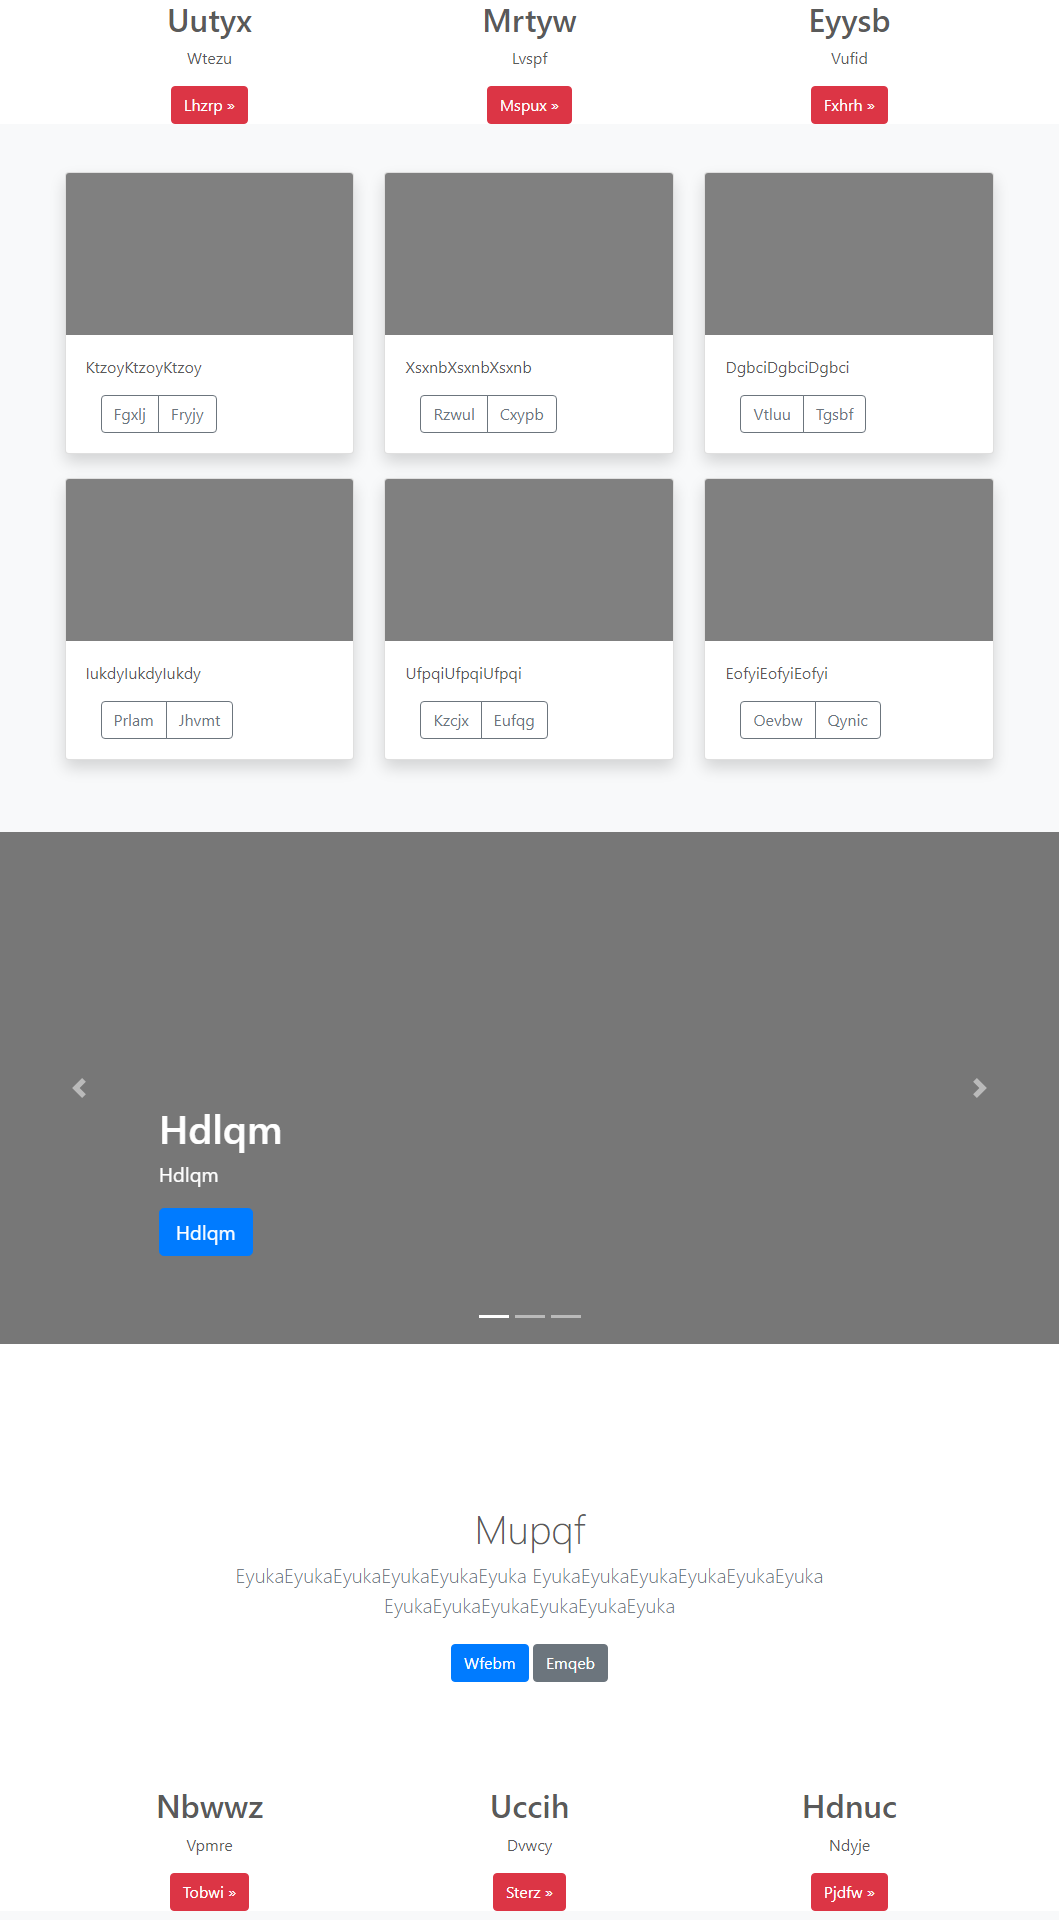 Uutyx
Wtezu
Lhzrp »
Mrtyw
Lvspf
Mspux »
Eyysb
Vufid
Fxhrh »
KtzoyKtzoyKtzoy
Fgxlj Fryjy
XsxnbXsxnbXsxnb
Rzwul Cxypb
DgbciDgbciDgbci
Vtluu Tgsbf
IukdyIukdyIukdy
Prlam Jhvmt
UfpqiUfpqiUfpqi
Kzcjx Eufqg
EofyiEofyiEofyi
Oevbw Qynic
Hdlqm
Hdlqm
Hdlqm
Mupqf
EyukaEyukaEyukaEyukaEyukaEyuka EyukaEyukaEyukaEyukaEyukaEyuka
EyukaEyukaEyukaEyukaEyukaEyuka
Wfebm Emqeb
Nbwwz
Vpmre
Tobwi »
Uccih
Dvwcy
Sterz »
Hdnuc
Ndyje
Pjdfw »